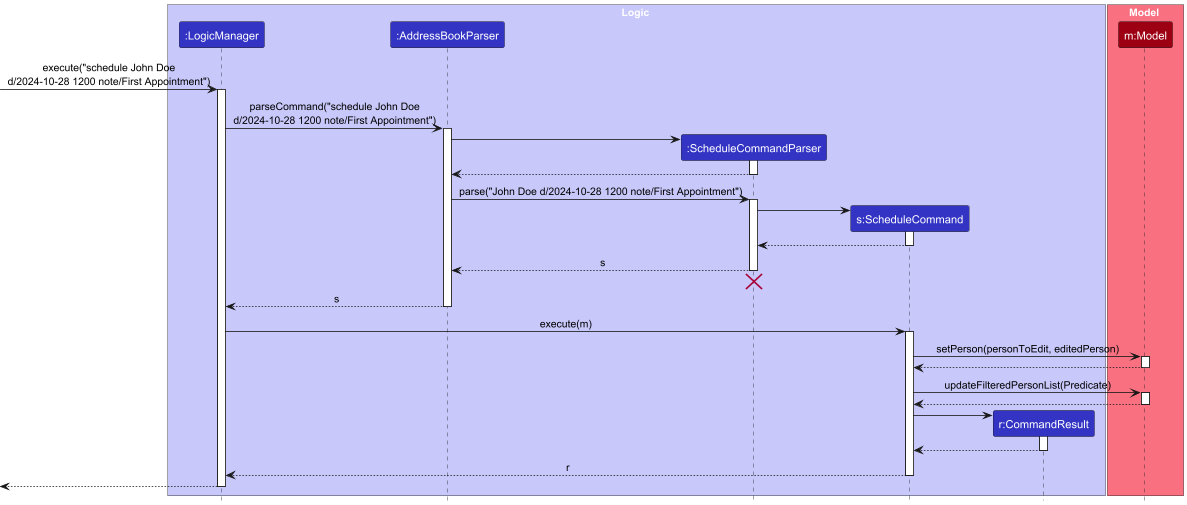 Logic
Model
:LogicManager
:AddressBookParser
m:Model
execute("schedule John Doe
d/2024-10-28 1200 note/First Appointment")
parseCommand("schedule John Doe
d/2024-10-28 1200 note/First Appointment")
:ScheduleCommandParser
parse("John Doe d/2024-10-28 1200 note/First Appointment")
s:ScheduleCommand
s
s
execute(m)
setPerson(personToEdit, editedPerson)
updateFilteredPersonList(Predicate)
r:CommandResult
r